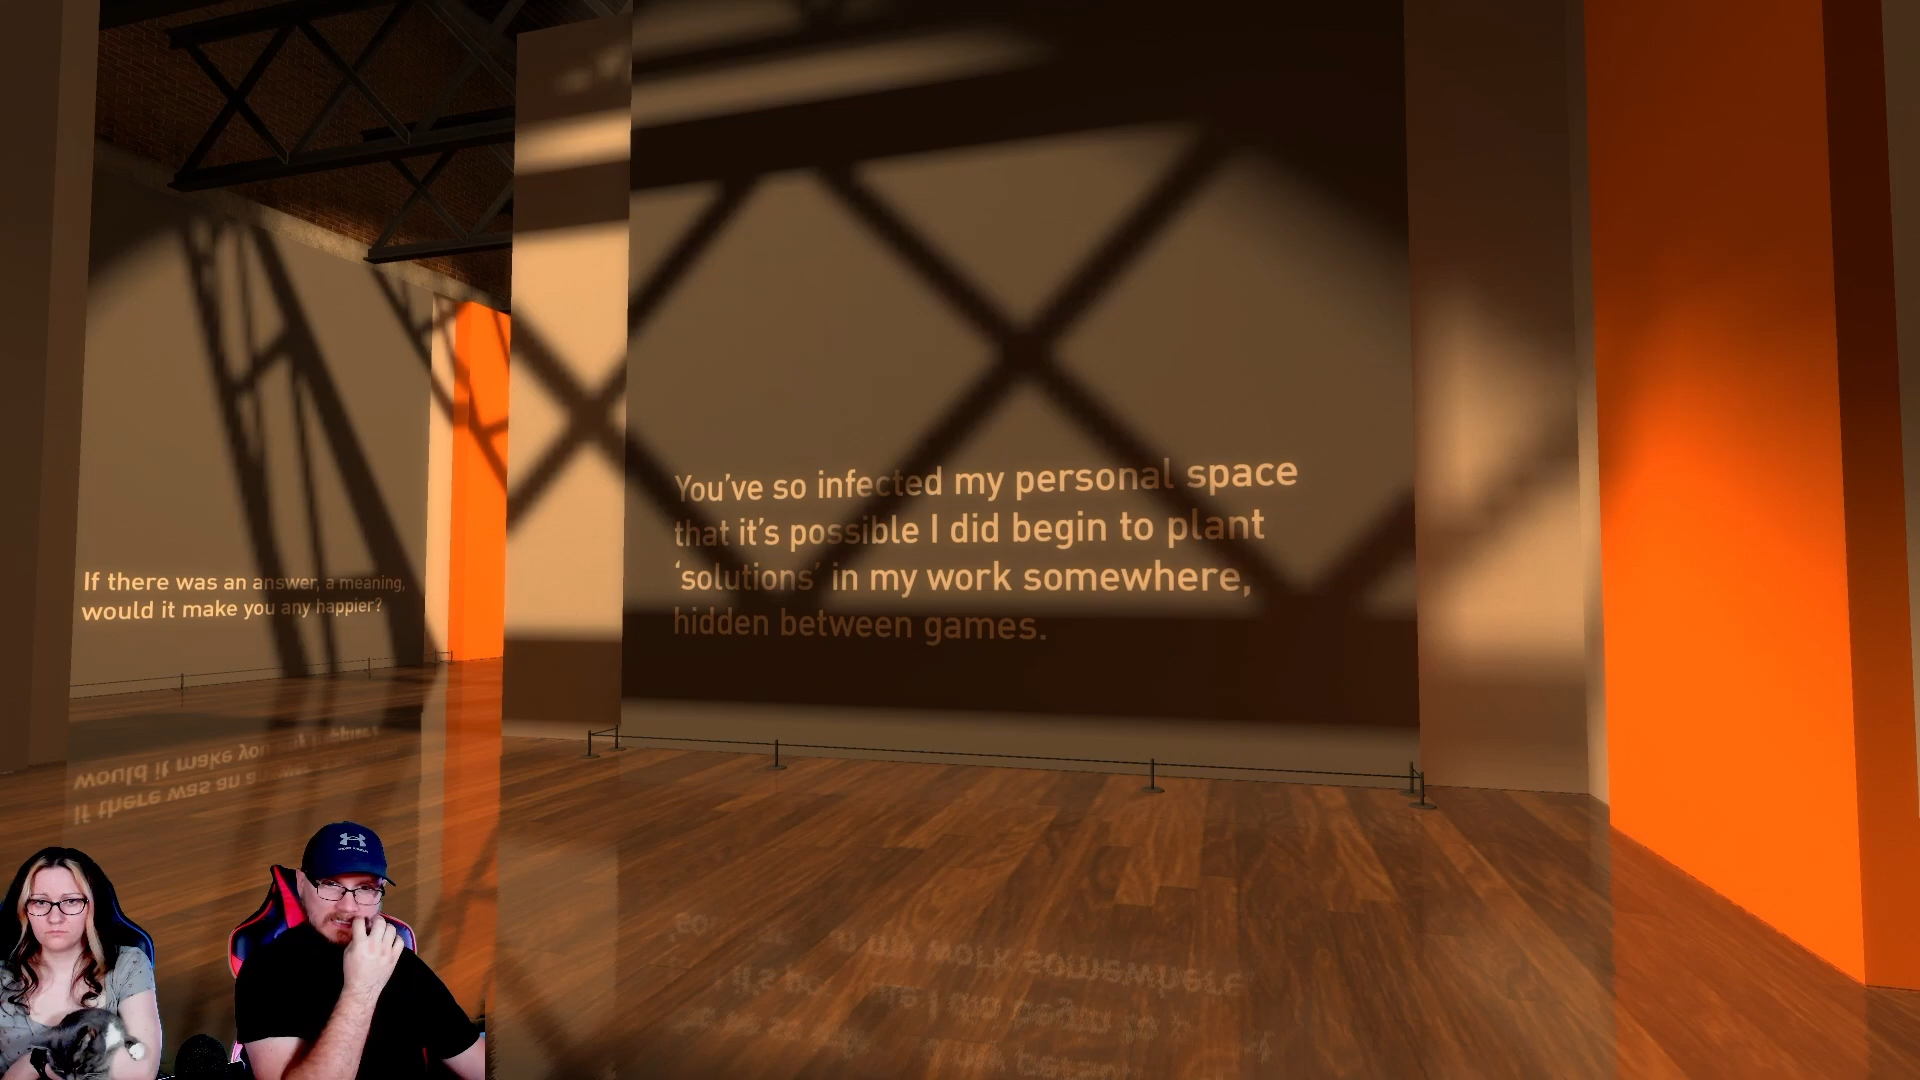 If there was an answer, a meaning,
would it make you any happier?
You've so infected my personal space
that it's possible I did begin to plant
'solutions' in my work somewhere,
hidden between games.